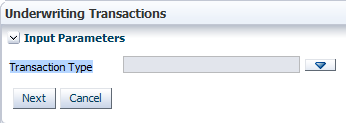 Underwriting Transactions
Input Parameters
Transaction Type
Next Cancel